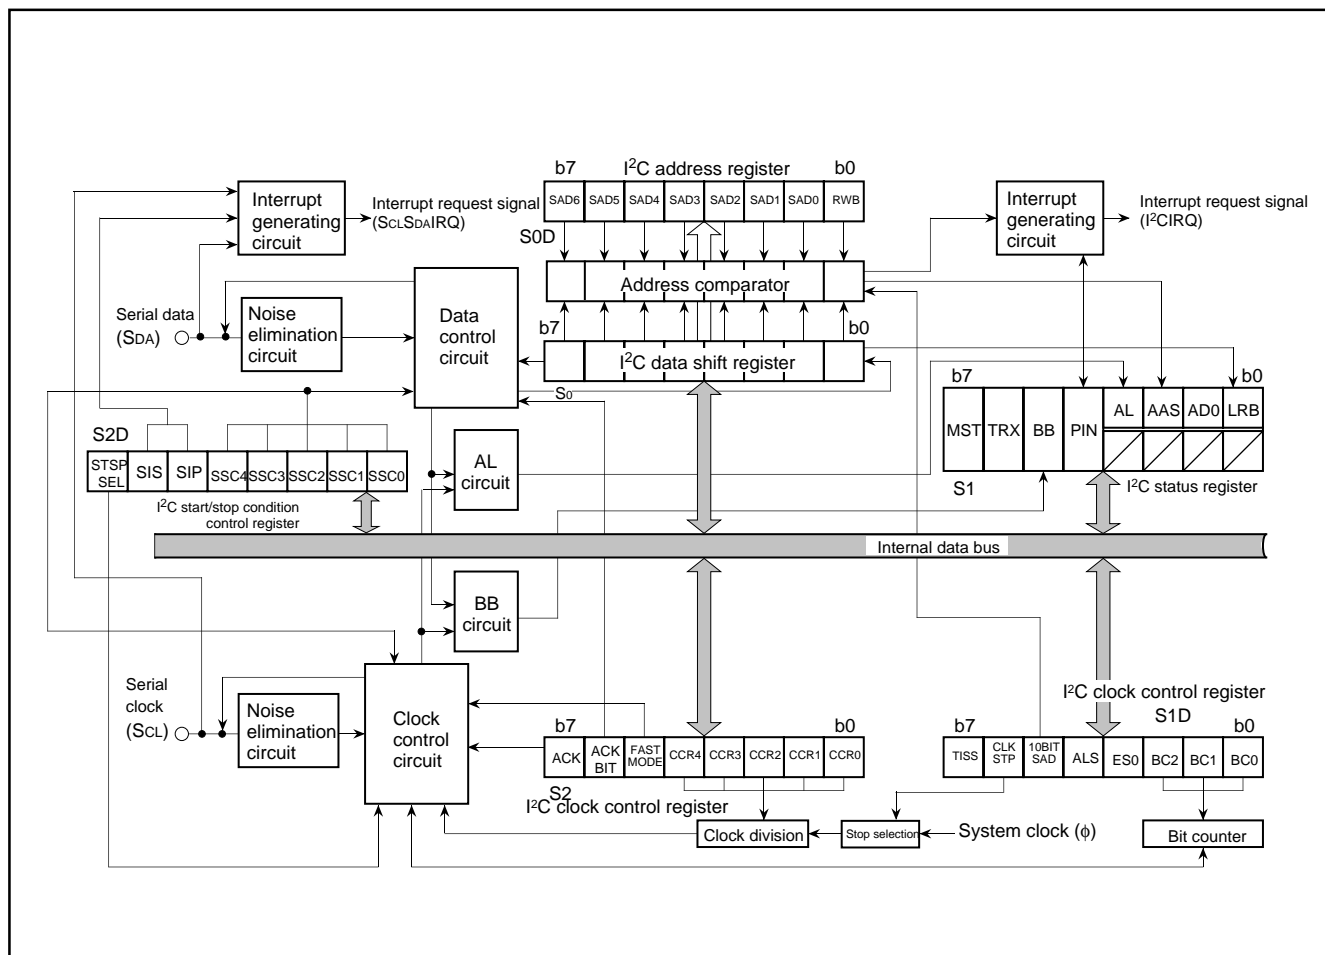 b7
I²C address register
b0
SAD6
SAD5
SAD4
SAD3
SAD2
SAD1
SAD0
RWB
S0D
Interrupt
generating
circuit
Interrupt request signal
(SCLSDAIRQ)
Interrupt
generating
circuit
Interrupt request signal
(I²CIRQ)
Address comparator
Serial data
(SDA)
Noise
elimination
circuit
Data
control
circuit
b7
b0
I²C data shift register
S0
b7
b0
MST
TRX
BB
PIN
AL
AAS
AD0
LRB
S1
I²C status register
S2D
STSP
SEL
SIS
SIP
SSC4
SSC3
SSC2
SSC1
SSC0
I²C start/stop condition
control register
AL
circuit
Internal data bus
BB
circuit
Serial
clock
(SCL)
Noise
elimination
circuit
Clock
control
circuit
b7
b0
ACK
ACK
BIT
FAST
MODE
CCR4
CCR3
CCR2
CCR1
CCR0
S2
I²C clock control register
I²C clock control register
S1D
b7
b0
TISS
CLK
STP
10BIT
SAD
ALS
ES0
BC2
BC1
BC0
Clock division
Stop selection
System clock (ϕ)
Bit counter